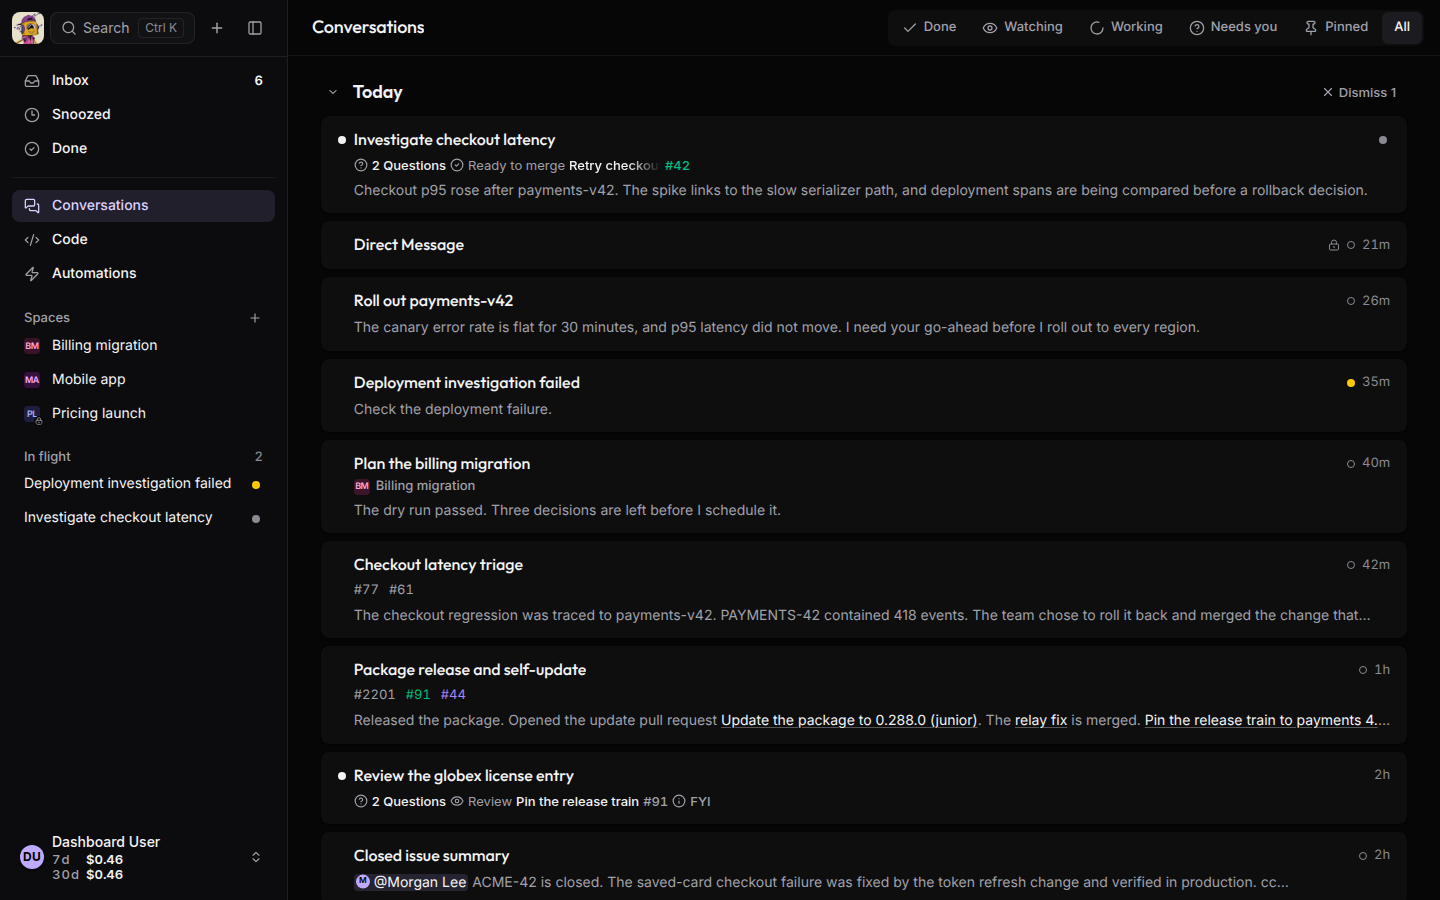 Search Ctrl K
Inbox 6
Snoozed
Done
Conversations
Code
Automations
Spaces
BM Billing migration
MA Mobile app
PL Pricing launch
In flight 2
Deployment investigation failed
Investigate checkout latency
DU Dashboard User
7d $0.46
30d $0.46
Conversations
Done Watching Working Needs you Pinned All
Today Dismiss 1
Investigate checkout latency
2 Questions Ready to merge Retry checkou #42
Checkout p95 rose after payments-v42. The spike links to the slow serializer path, and deployment spans are being compared before a rollback decision.
Direct Message 21m
Roll out payments-v42 26m
The canary error rate is flat for 30 minutes, and p95 latency did not move. I need your go-ahead before I roll out to every region.
Deployment investigation failed 35m
Check the deployment failure.
Plan the billing migration 40m
BM Billing migration
The dry run passed. Three decisions are left before I schedule it.
Checkout latency triage 42m
#77 #61
The checkout regression was traced to payments-v42. PAYMENTS-42 contained 418 events. The team chose to roll it back and merged the change that...
Package release and self-update 1h
#2201 #91 #44
Released the package. Opened the update pull request Update the package to 0.288.0 (junior). The relay fix is merged. Pin the release train to payments 4....
Review the globex license entry 2h
2 Questions Review Pin the release train #91 FYI
Closed issue summary 2h
M @Morgan Lee ACME-42 is closed. The saved-card checkout failure was fixed by the token refresh change and verified in production. cc...